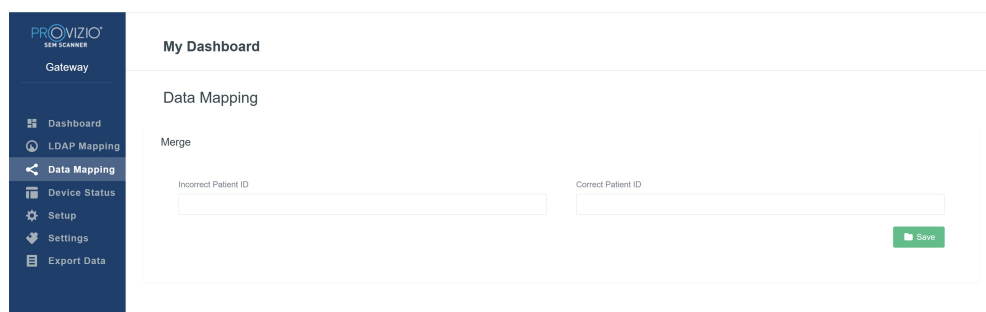 PROVIZIO®
SEM SCANNER
Gateway
Dashboard
LDAP Mapping
Data Mapping
Device Status
Setup
Settings
Export Data
My Dashboard
Data Mapping
Merge
Incorrect Patient ID
Correct Patient ID
Save